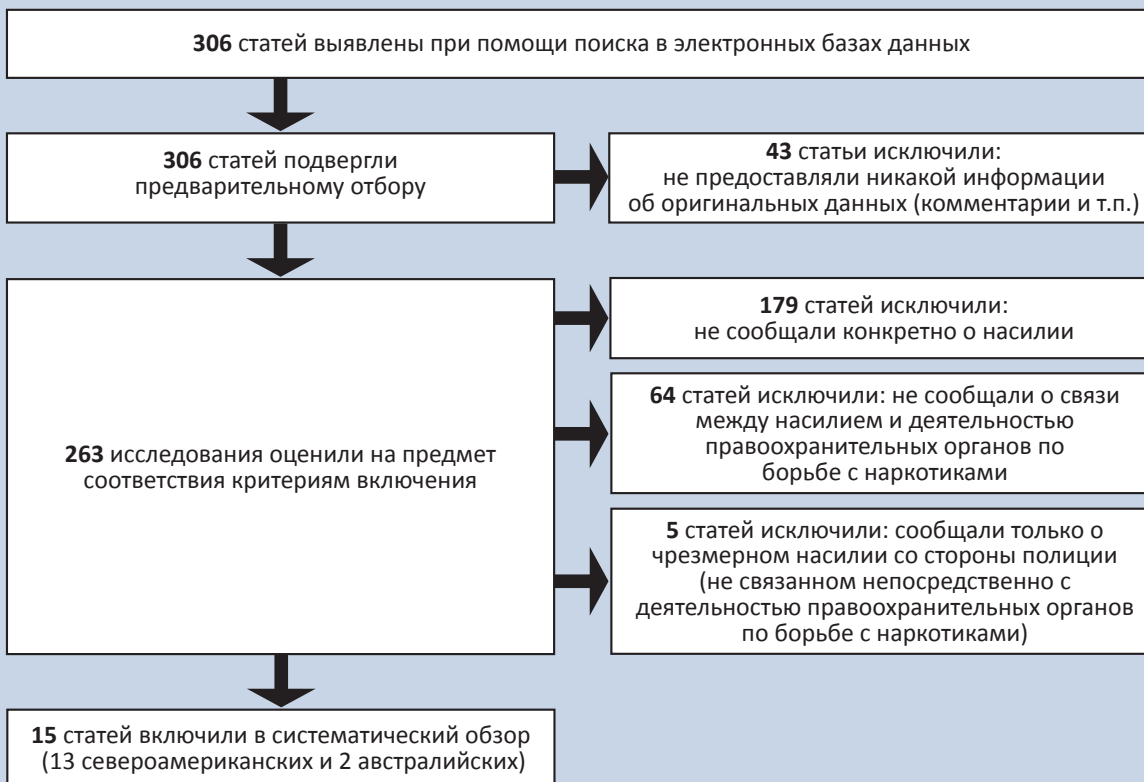 306 статей выявлены при помощи поиска в электронных базах данных
306 статей подвергли
предварительному отбору
43 статьи исключили:
не предоставляли никакой информации
об оригинальных данных (комментарии и т.п.)
263 исследования оценили на предмет
соответствия критериям включения
179 статей исключили:
не сообщали конкретно о насилии
64 статей исключили: не сообщали о связи
между насилием и деятельностью
правоохранительных органов по
борьбе с наркотиками
5 статей исключили: сообщали только о
чрезмерном насилии со стороны полиции
(не связанном непосредственно с
деятельностью правоохранительных органов
по борьбе с наркотиками)
15 статей включили в систематический обзор
(13 североамериканских и 2 австралийских)